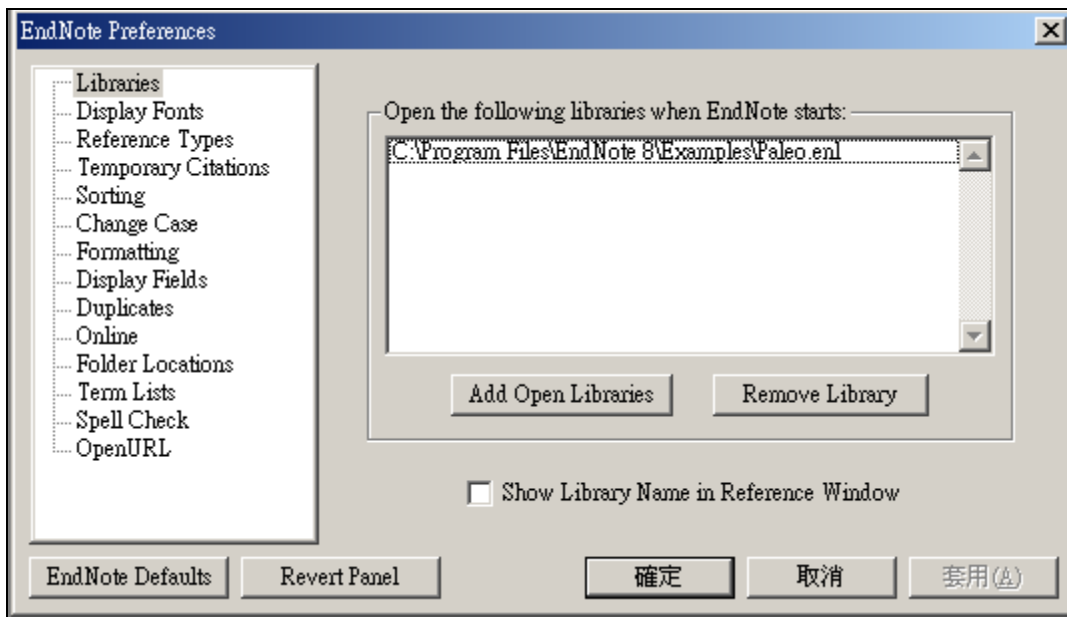 EndNote Preferences
Libraries
Display Fonts
Reference Types
Temporary Citations
Sorting
Change Case
Formatting
Display Fields
Duplicates
Online
Folder Locations
Term Lists
Spell Check
OpenURL
Open the following libraries when EndNote starts:
C:\Program Files\EndNote 8\Examples\Paleo.enl
Add Open Libraries
Remove Library
Show Library Name in Reference Window
EndNote Defaults
Revert Panel
確定
取消
套用(A)